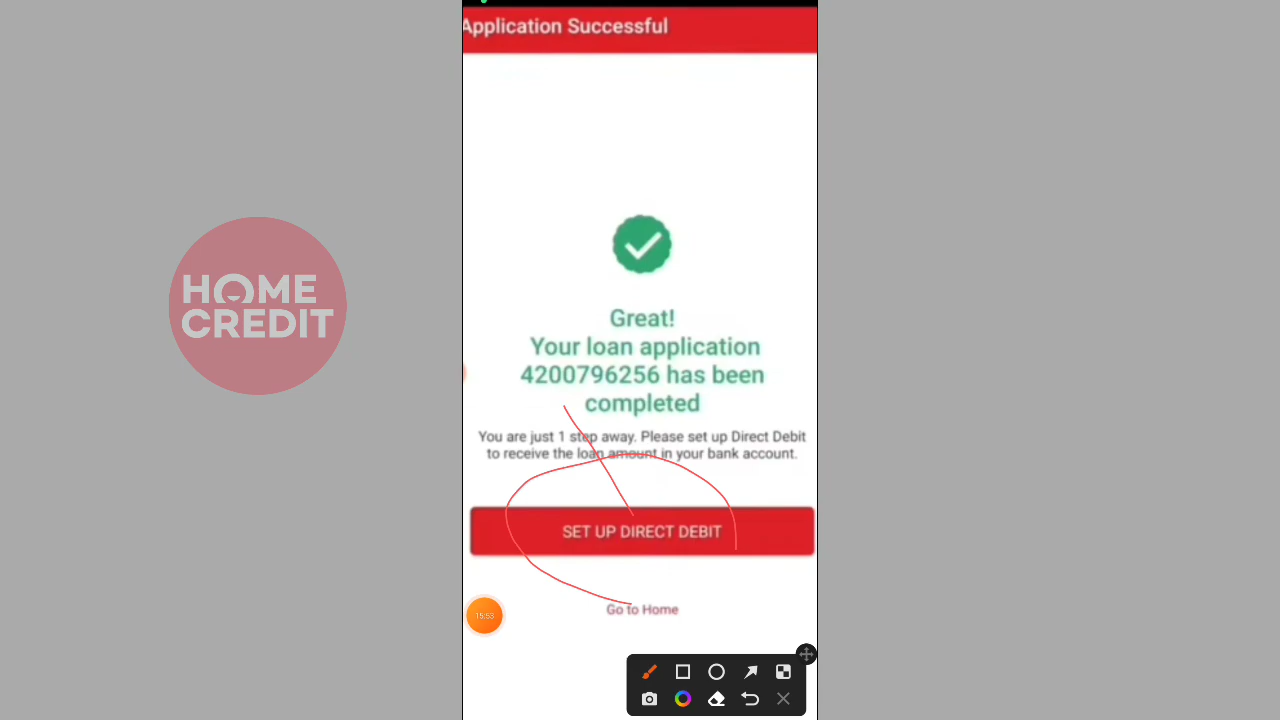 Application Successful
HOME
CREDIT
Great!
Your loan application
4200796256 has been
completed
You are just 1 step away. Please set up Direct Debit
to receive the loan amount in your bank account.
SET UP DIRECT DEBIT
Go to Home
15:53